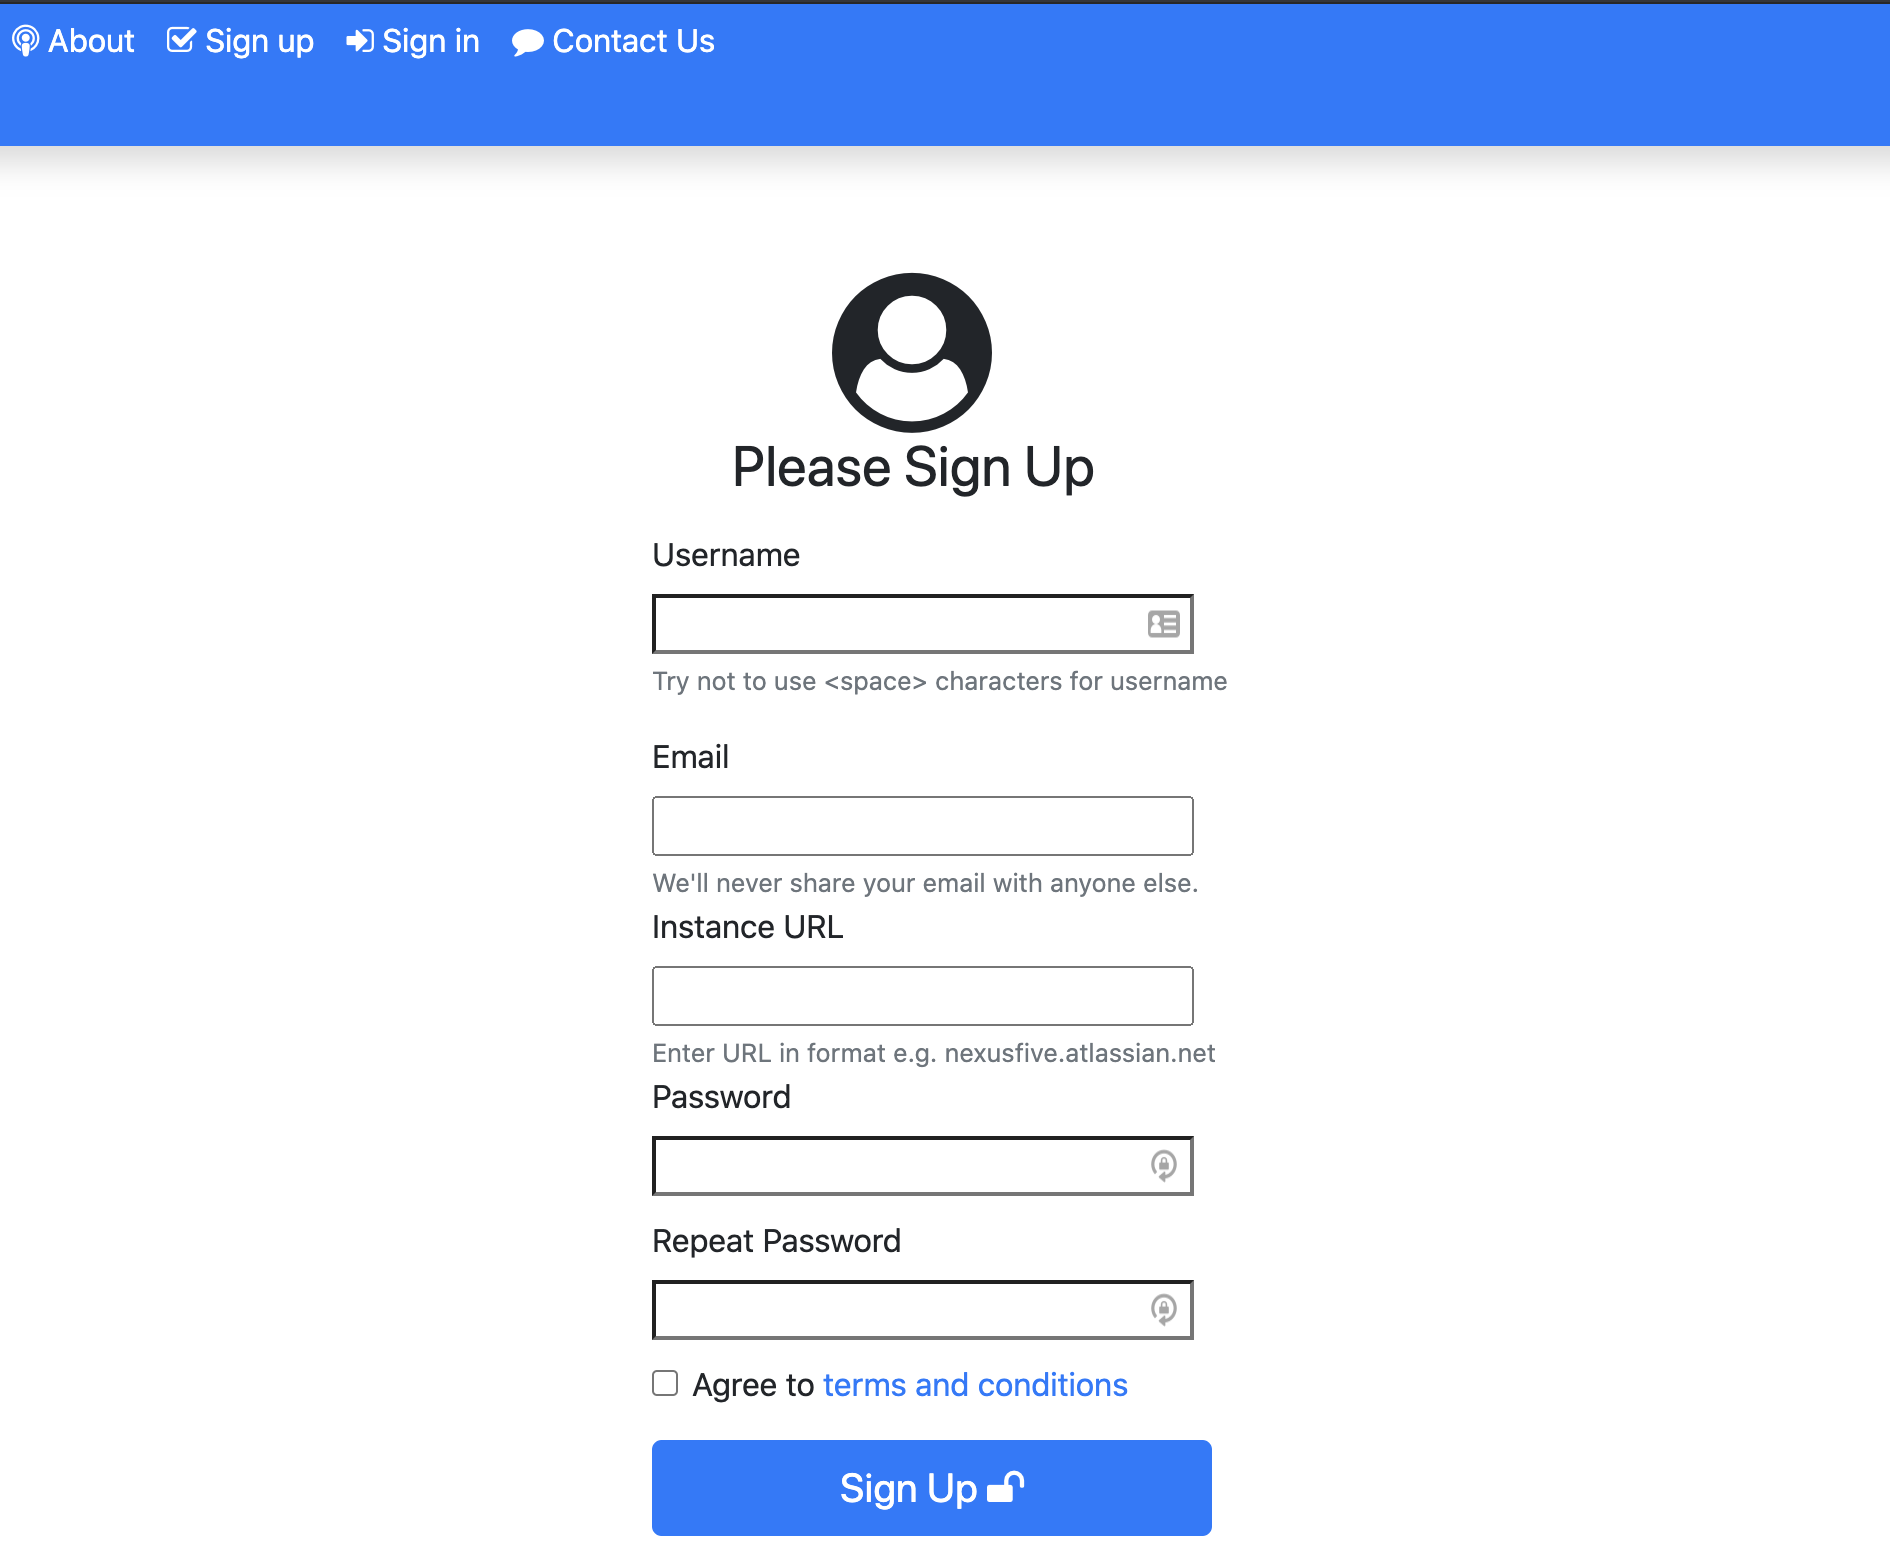 About Sign up Sign in Contact Us
Please Sign Up
Username
Try not to use <space> characters for username
Email
We'll never share your email with anyone else.
Instance URL
Enter URL in format e.g. nexusfive.atlassian.net
Password
Repeat Password
Agree to terms and conditions
Sign Up